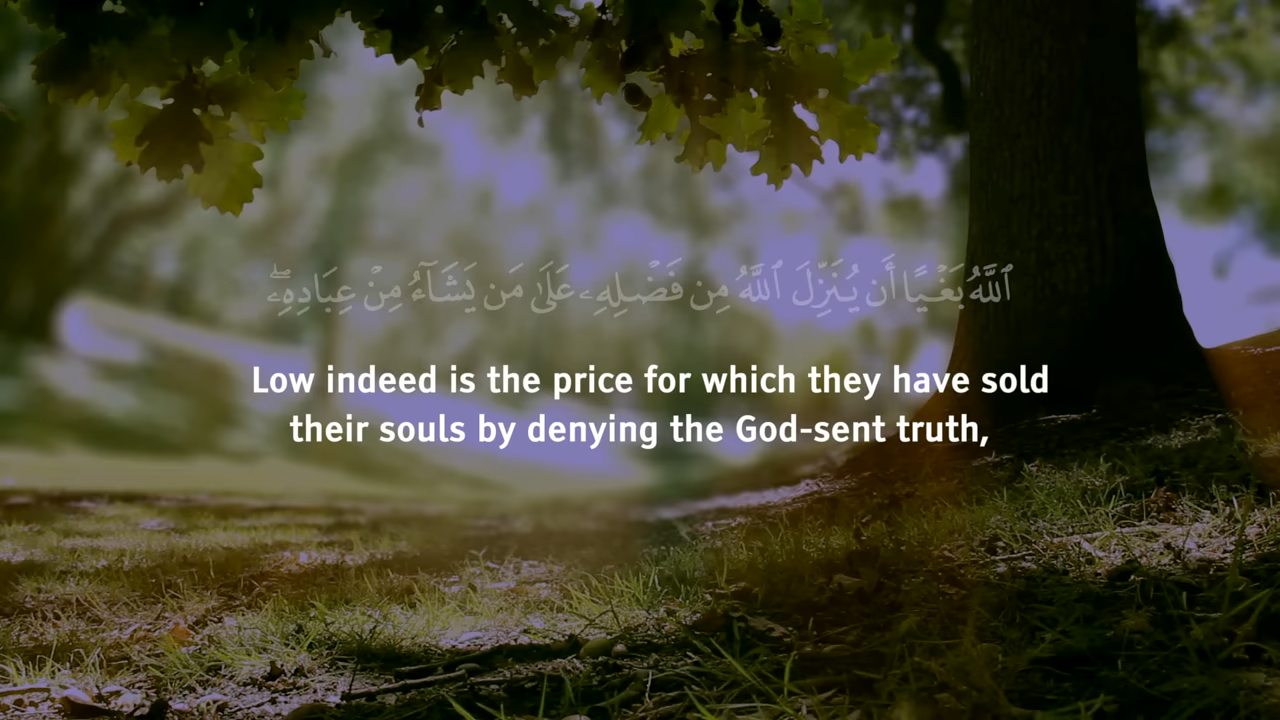 ٱللَّهُ بَغْيًا أَن يُنَزِّلَ ٱللَّهُ مِن فَضْلِهِۦ عَلَىٰ مَن يَشَآءُ مِنْ عِبَادِهِۦ ۖ
Low indeed is the price for which they have sold
their souls by denying the God-sent truth,